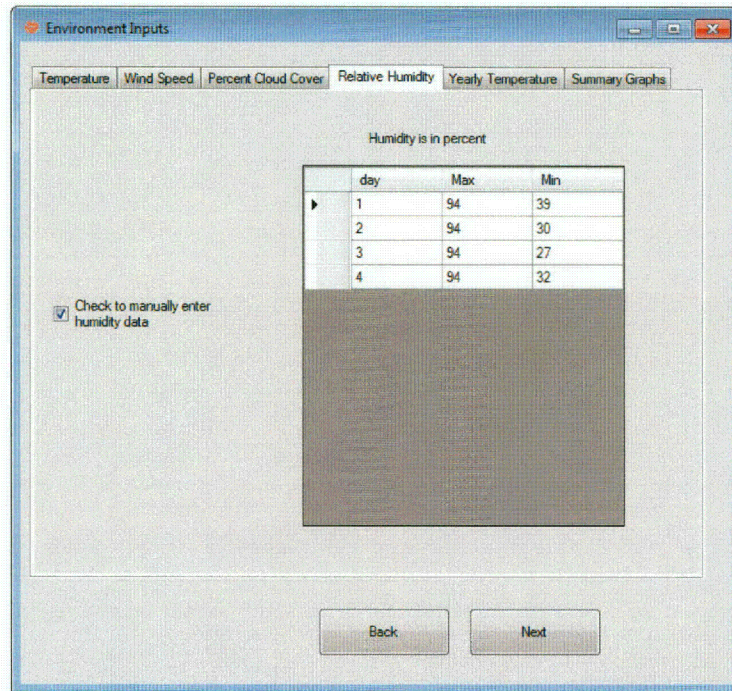 Environment Inputs
Temperature Wind Speed Percent Cloud Cover Relative Humidity Yearly Temperature Summary Graphs
Humidity is in percent
day Max Min
1 94 39
2 94 30
3 94 27
4 94 32
Check to manually enter
humidity data
Back Next